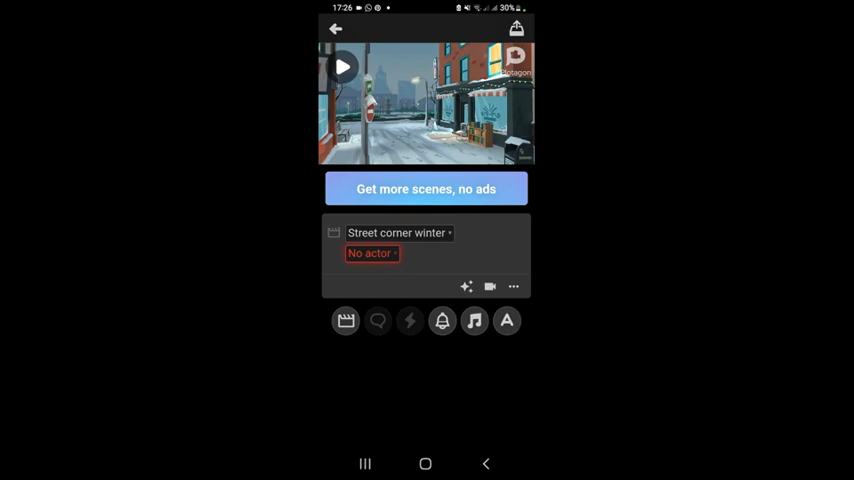 17:26
30%
Plotagon
Get more scenes, no ads
Street corner winter
No actor
A